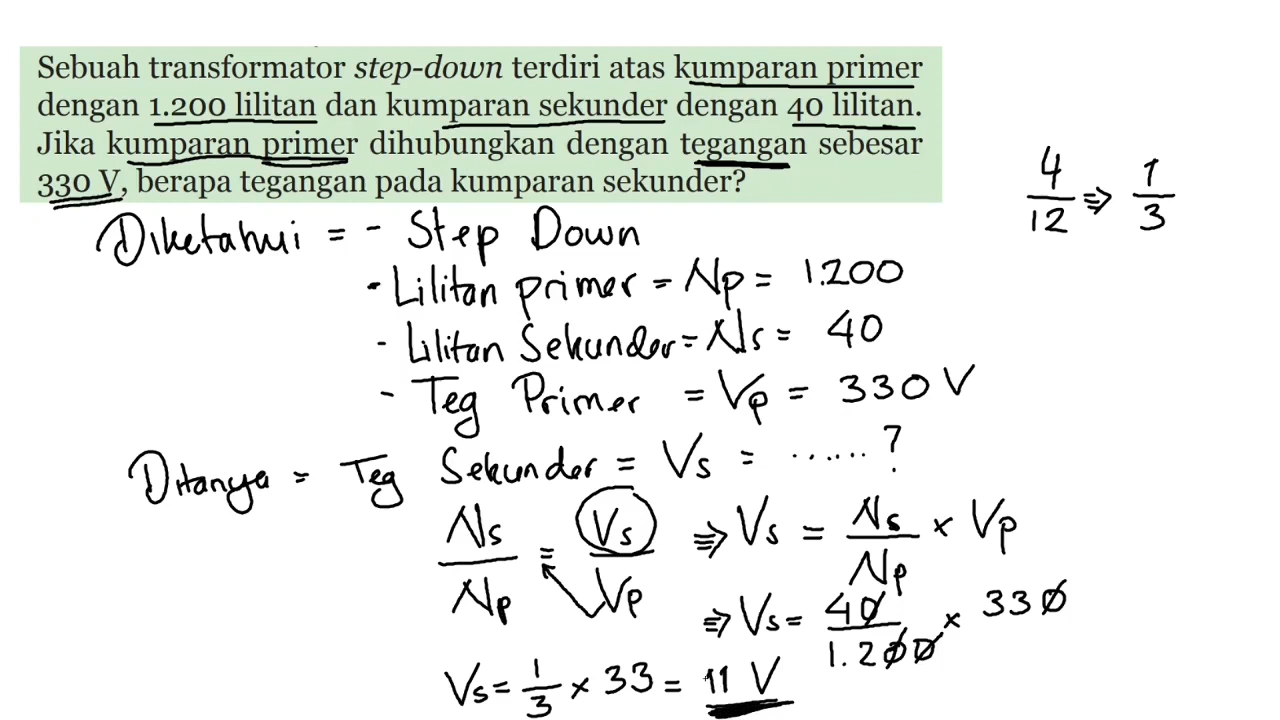 Sebuah transformator step-down terdiri atas kumparan primer
dengan 1.200 lilitan dan kumparan sekunder dengan 40 lilitan.
Jika kumparan primer dihubungkan dengan tegangan sebesar
330 V, berapa tegangan pada kumparan sekunder?
4/12 ⇒ 1/3
Diketahui = - Step Down
- Lilitan primer = Np = 1.200
- Lilitan Sekunder = Ns = 40
- Teg Primer = Vp = 330 V
Ditanya = Teg Sekunder = Vs = ......?
Ns/Np = Vs/Vp ⇒ Vs = Ns/Np × Vp
⇒ Vs = 40/1.200 × 330
Vs = 1/3 × 33 = 11 V